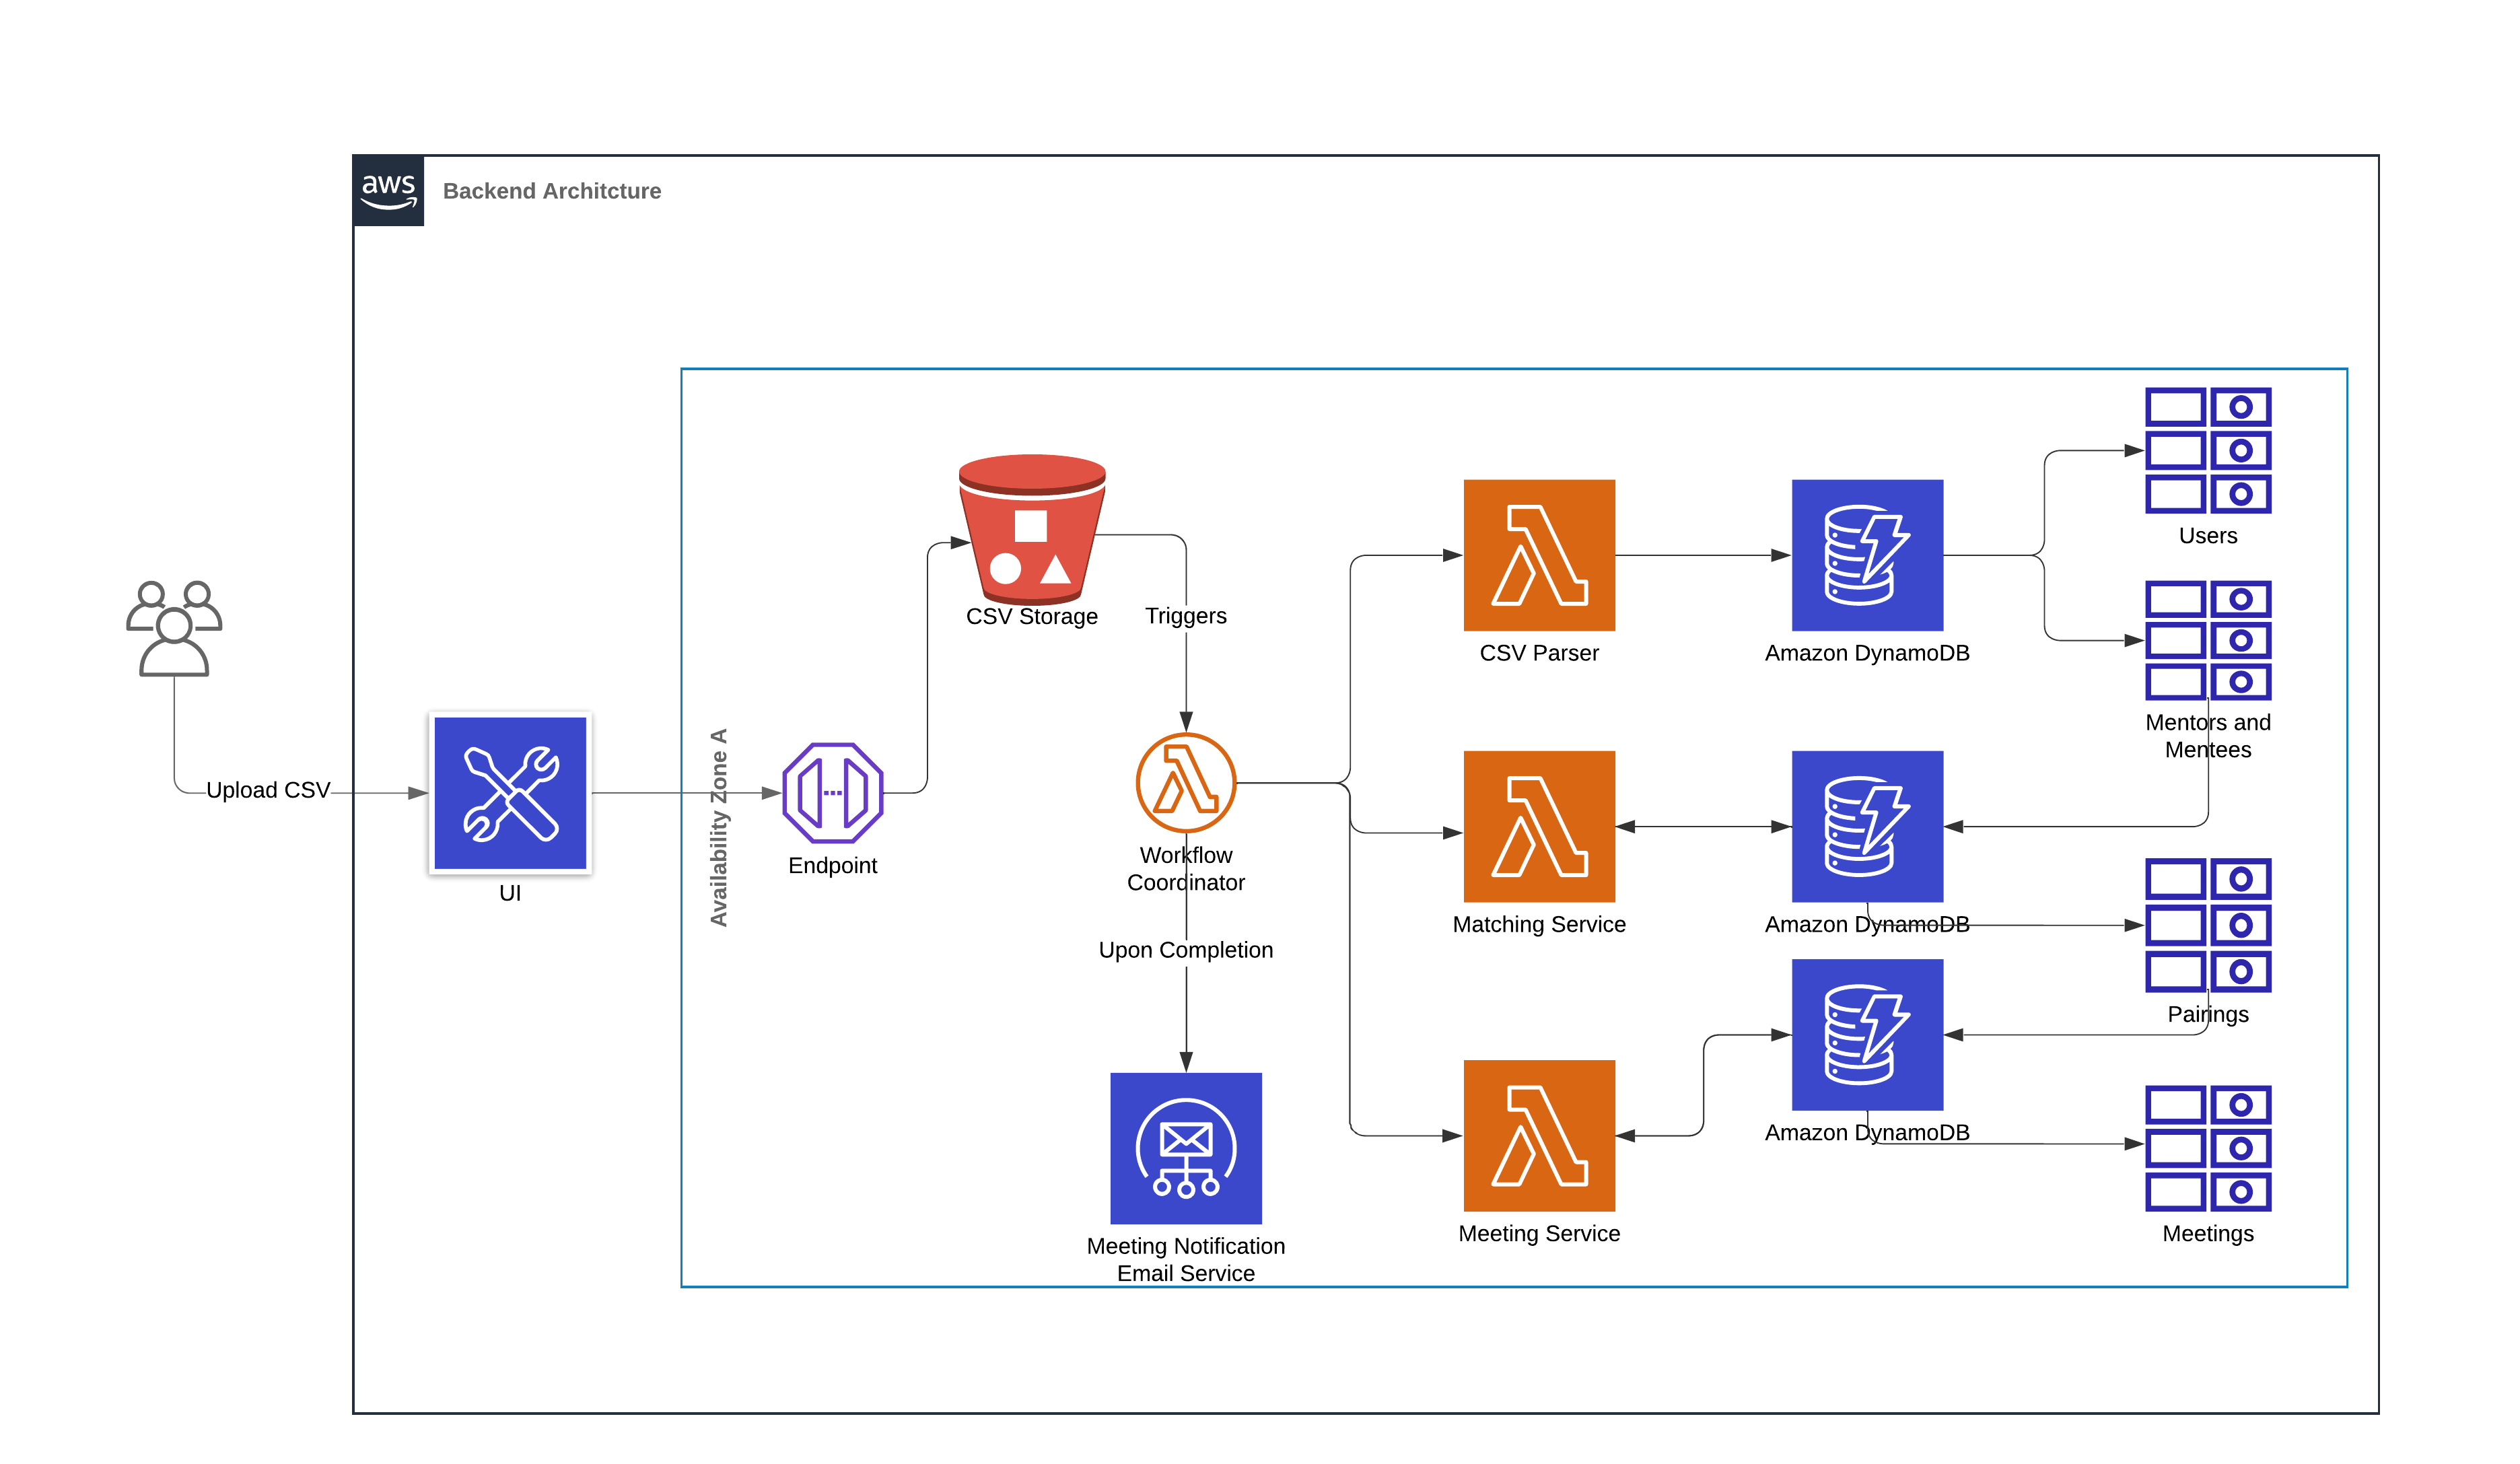 aws
Backend Architcture
Users
CSV Storage
Triggers
CSV Parser
Amazon DynamoDB
Mentors and
Mentees
Upload CSV
UI
Availability Zone A
Endpoint
Workflow
Coordinator
Matching Service
Amazon DynamoDB
Upon Completion
Pairings
Amazon DynamoDB
Meeting Notification
Email Service
Meeting Service
Meetings